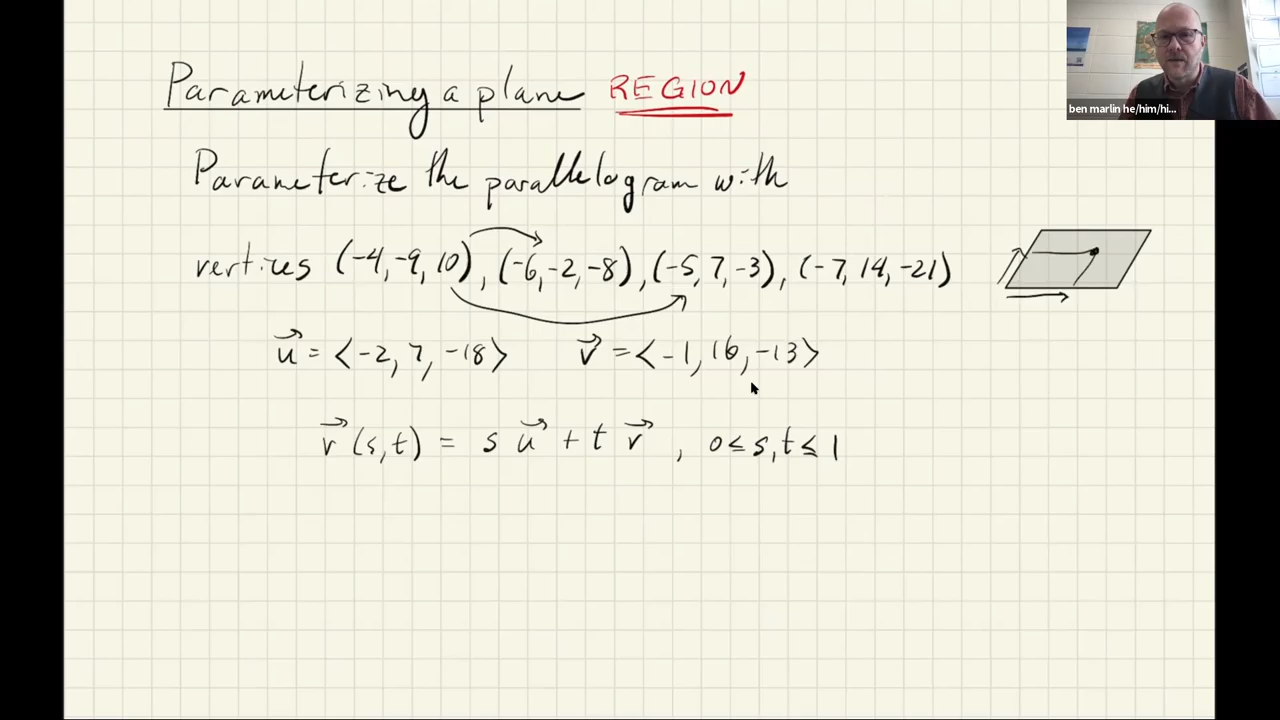 Parameterizing a plane REGION
ben marlin he/him/hi...
Parameterize the parallelogram with
vertices (-4,-9,10), (-6,-2,-8), (-5,7,-3), (-7,14,-21)
u⃗ = <-2, 7, -18>   v⃗ = <-1, 16, -13>
r⃗ (s,t) = s u⃗ + t v⃗ , 0 ≤ s,t ≤ 1